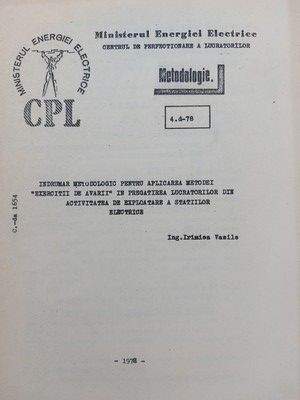 MINISTERUL ENERGIEI ELECTRICE
CPL
Ministerul Energiei Electrice
CENTRUL DE PERFECTIONARE A LUCRATORILOR
Metodologie.
4.d-78
INDRUMAR METODOLOGIC PENTRU APLICAREA METODEI
"EXERCITII DE AVARII" IN PREGATIREA LUCRATORILOR DIN
ACTIVITATEA DE EXPLOATARE A STATIILOR
ELECTRICE
Ing.Irimiea Vasile
C.-da 1654
- 1978 -